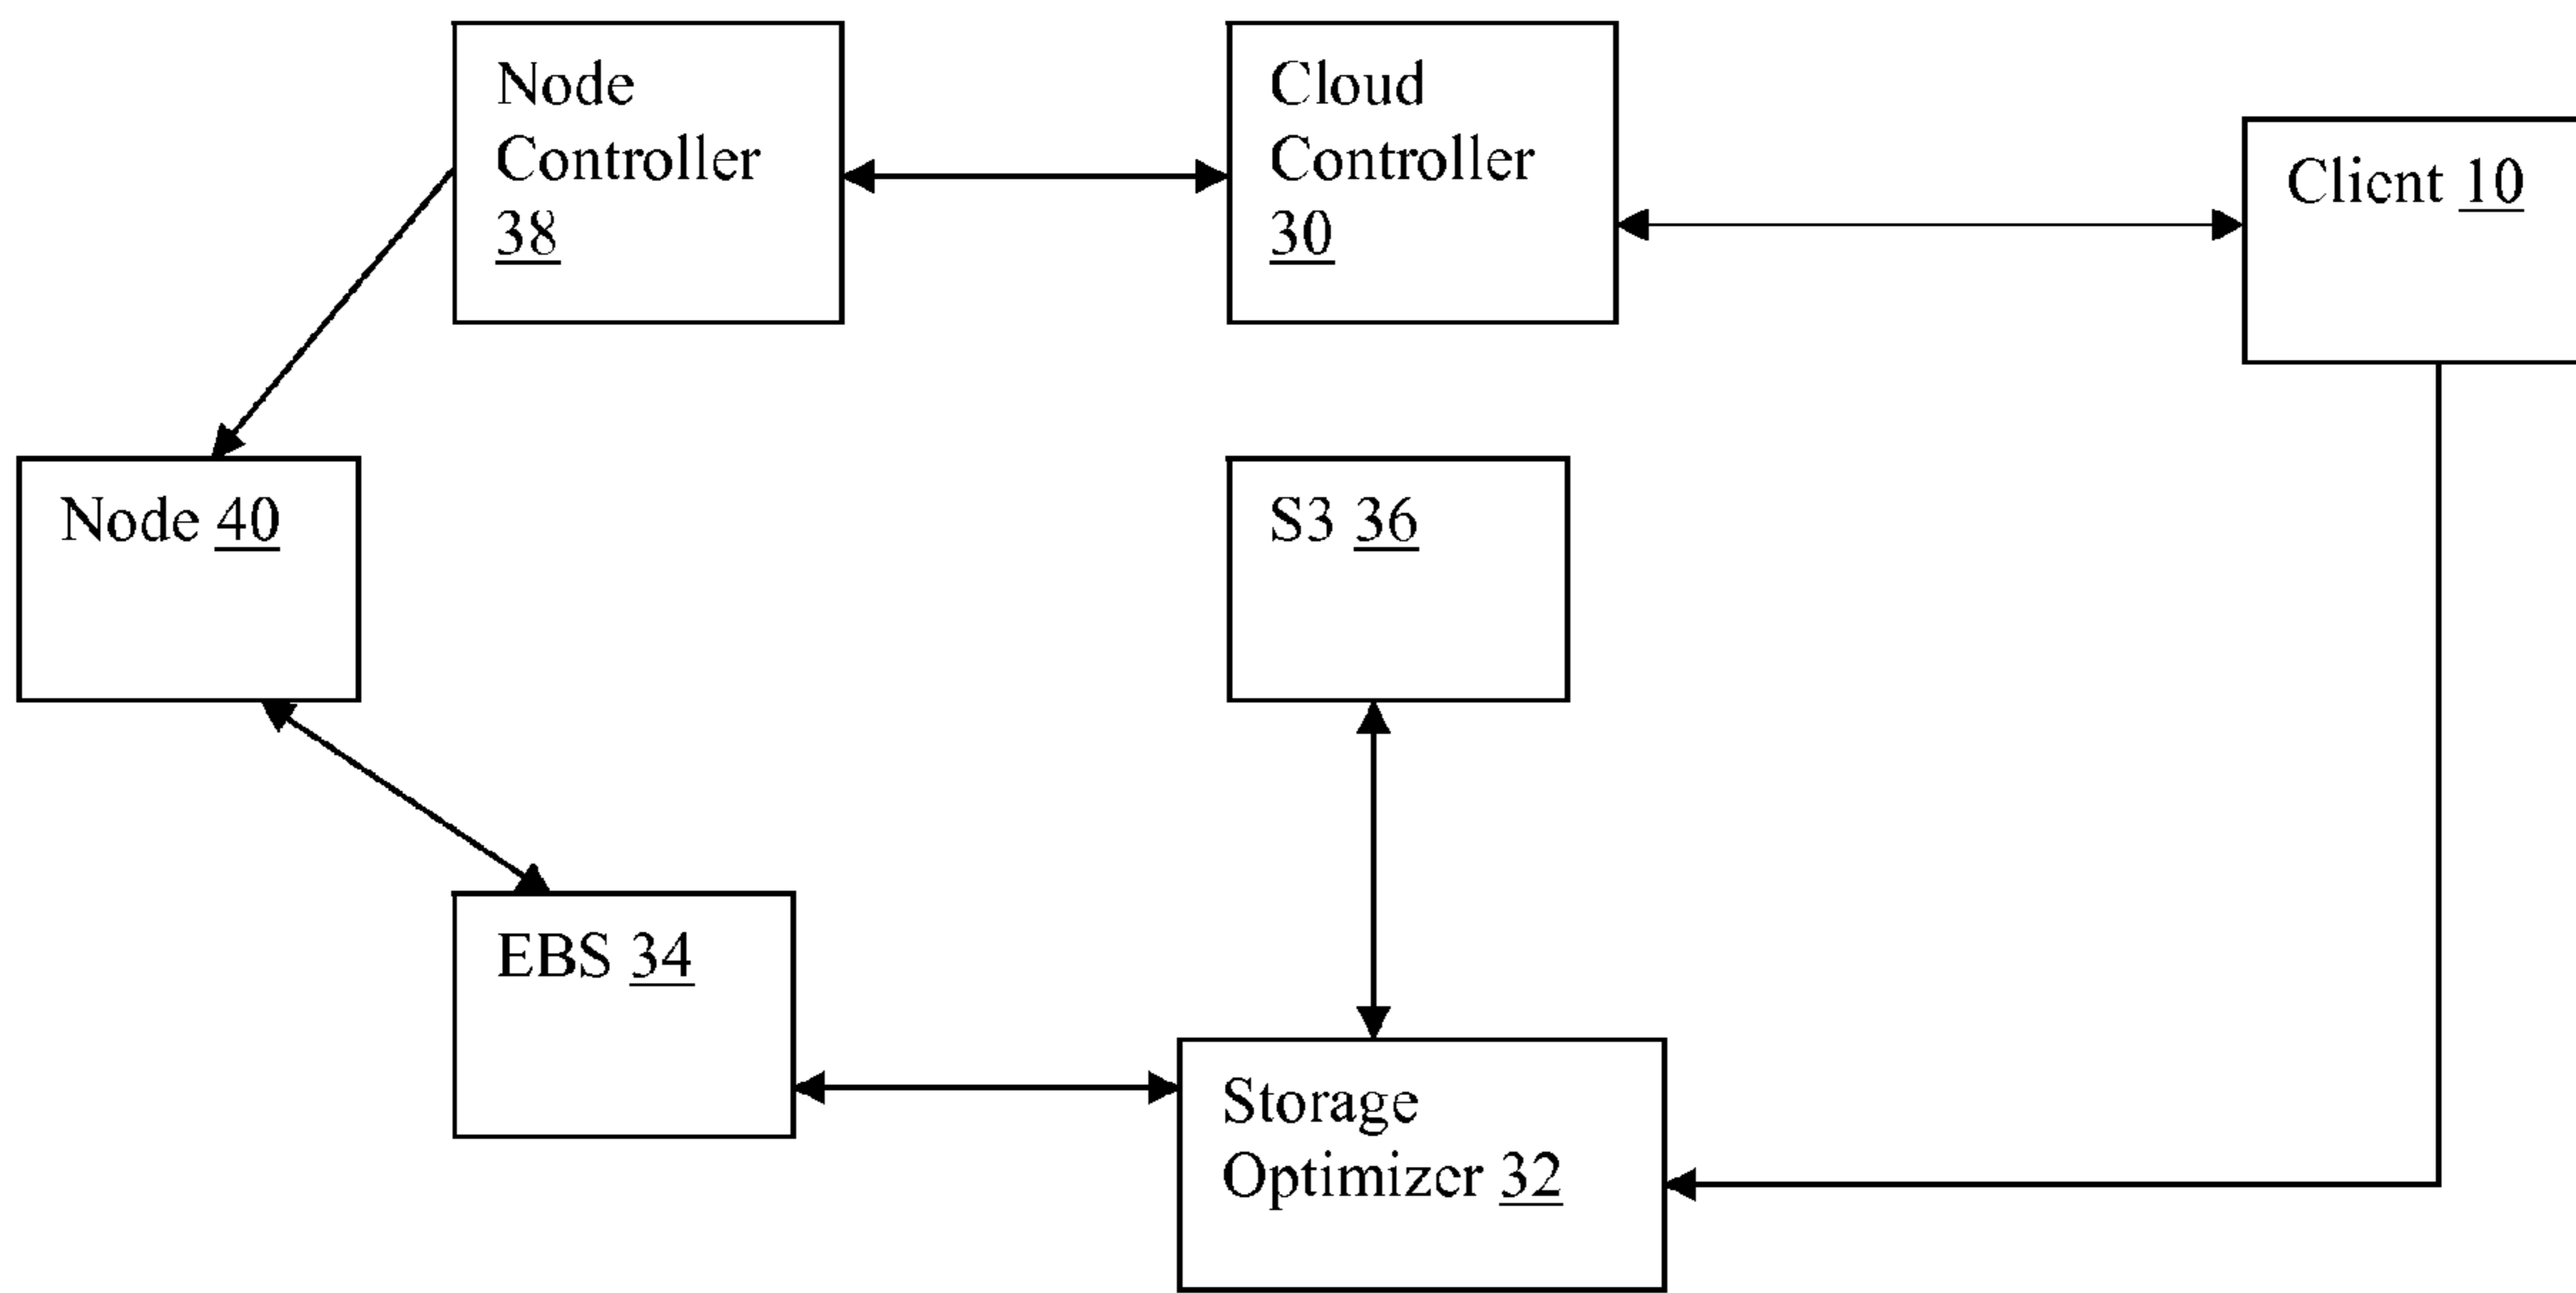 Node
Controller
38
Cloud
Controller
30
Client 10
Node 40
S3 36
EBS 34
Storage
Optimizer 32